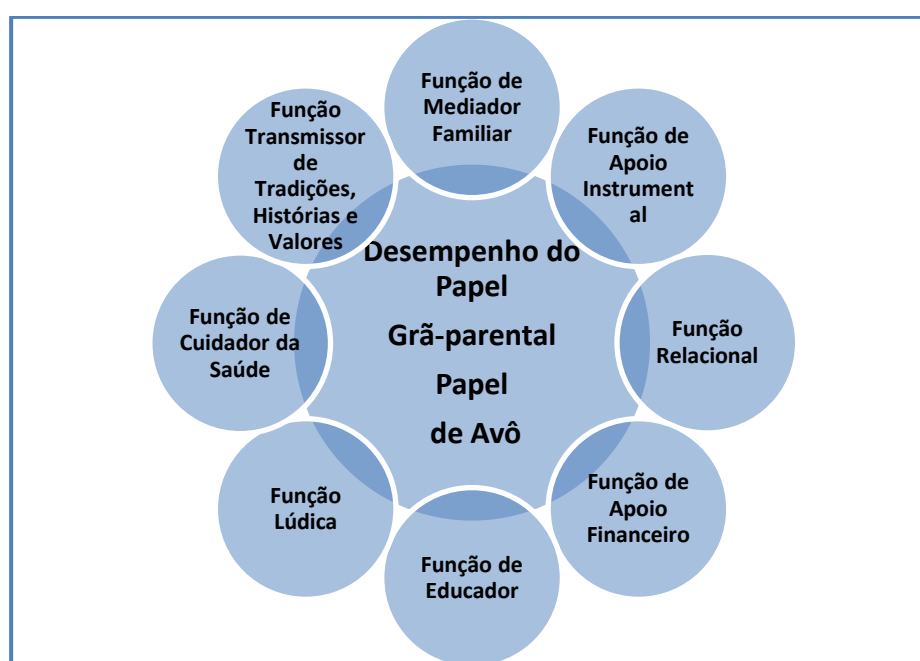 Função de
Mediador
Familiar
Função
Transmissor
de
Tradições,
Histórias e
Valores
Função de
Apoio
Instrument
al
Desempenho do
Papel
Grã-parental
Papel
de Avô
Função de
Cuidador da
Saúde
Função
Relacional
Função
Lúdica
Função de
Apoio
Financeiro
Função de
Educador